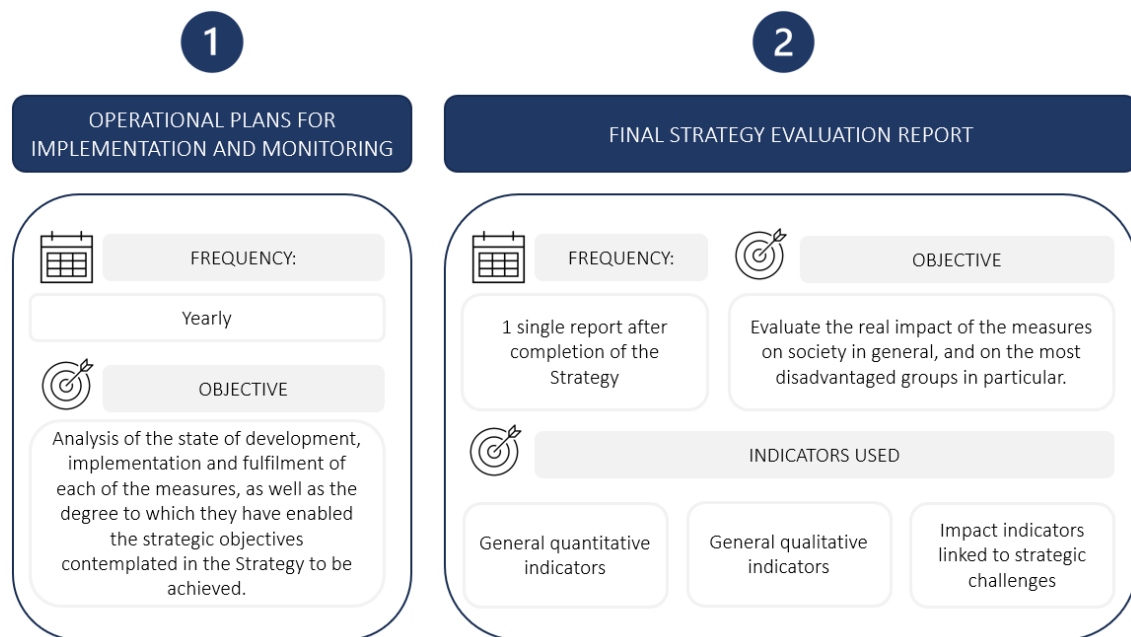 1
OPERATIONAL PLANS FOR
IMPLEMENTATION AND MONITORING
FREQUENCY:
Yearly
OBJECTIVE
Analysis of the state of development,
implementation and fulfilment of
each of the measures, as well as the
degree to which they have enabled
the strategic objectives
contemplated in the Strategy to be
achieved.
2
FINAL STRATEGY EVALUATION REPORT
FREQUENCY:
1 single report after
completion of the
Strategy
OBJECTIVE
Evaluate the real impact of the measures
on society in general, and on the most
disadvantaged groups in particular.
INDICATORS USED
General quantitative
indicators
General qualitative
indicators
Impact indicators
linked to strategic
challenges